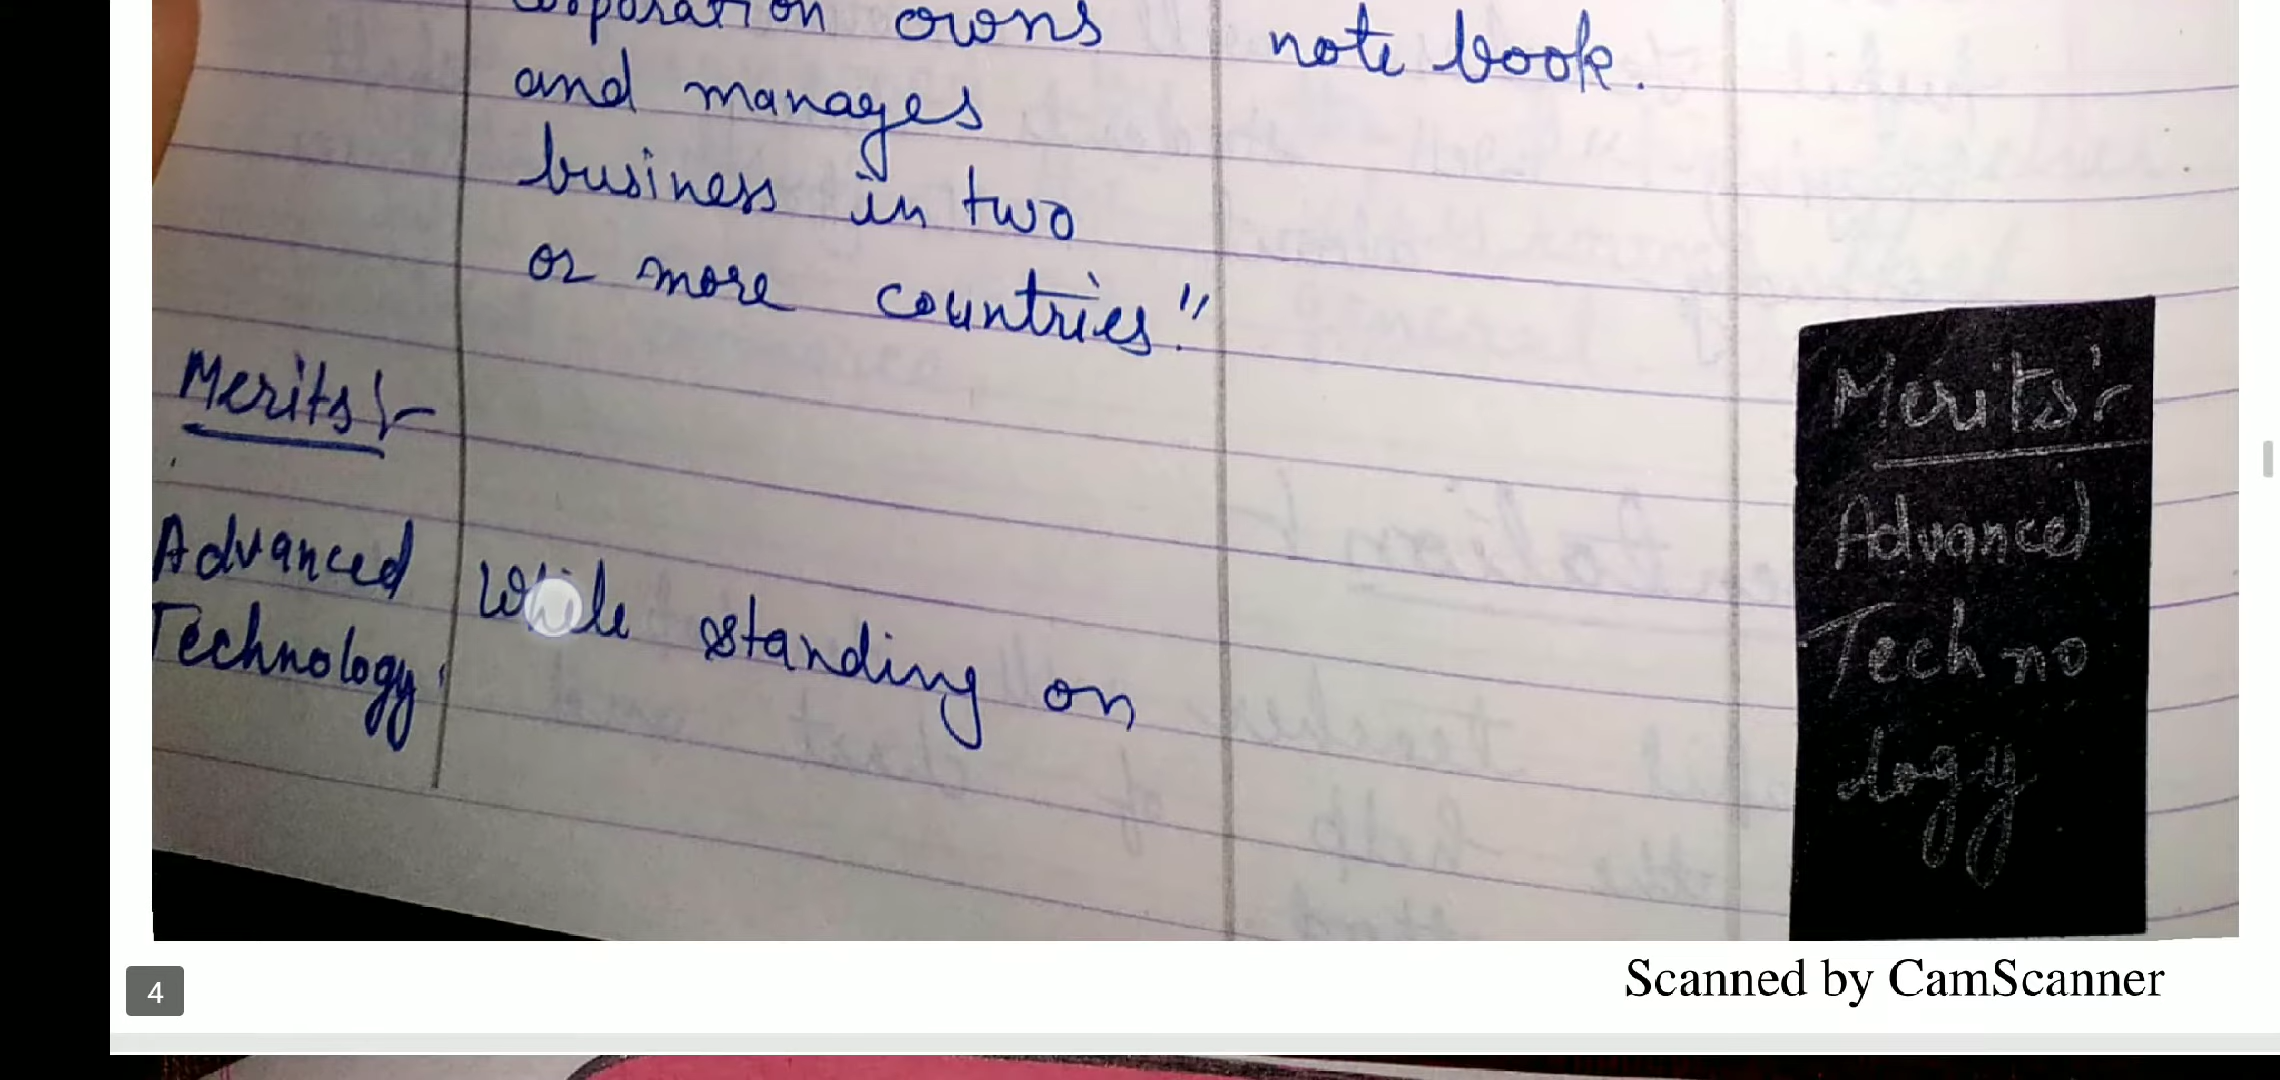 corporation owns
and manages
business in two
or more countries."
note book.
Merits:-
Advanced
Technology.
While standing on
Merits:-
Advanced
Techno
logy
4
Scanned by CamScanner